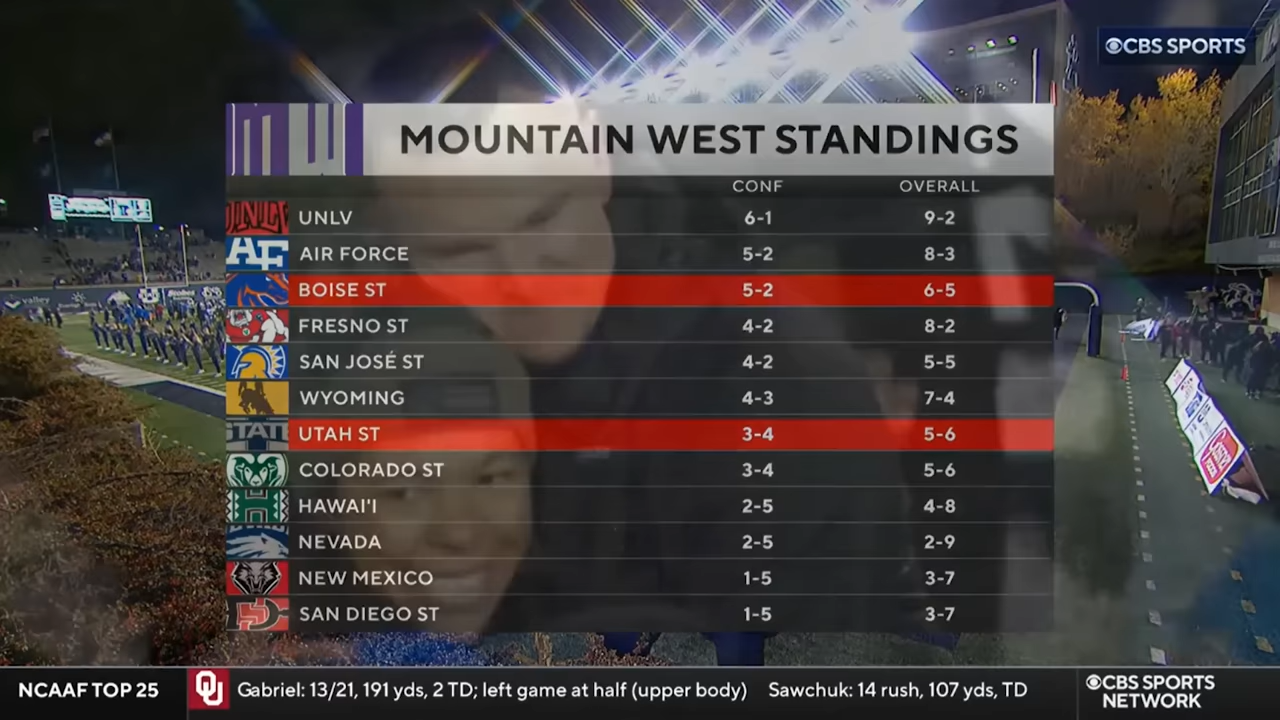 CBS SPORTS
MOUNTAIN WEST STANDINGS
CONF OVERALL
UNLV 6-1 9-2
AIR FORCE 5-2 8-3
BOISE ST 5-2 6-5
FRESNO ST 4-2 8-2
SAN JOSÉ ST 4-2 5-5
WYOMING 4-3 7-4
UTAH ST 3-4 5-6
COLORADO ST 3-4 5-6
HAWAI'I 2-5 4-8
NEVADA 2-5 2-9
NEW MEXICO 1-5 3-7
SAN DIEGO ST 1-5 3-7
NCAAF TOP 25 OU Gabriel: 13/21, 191 yds, 2 TD; left game at half (upper body) Sawchuk: 14 rush, 107 yds, TD CBS SPORTS
NETWORK